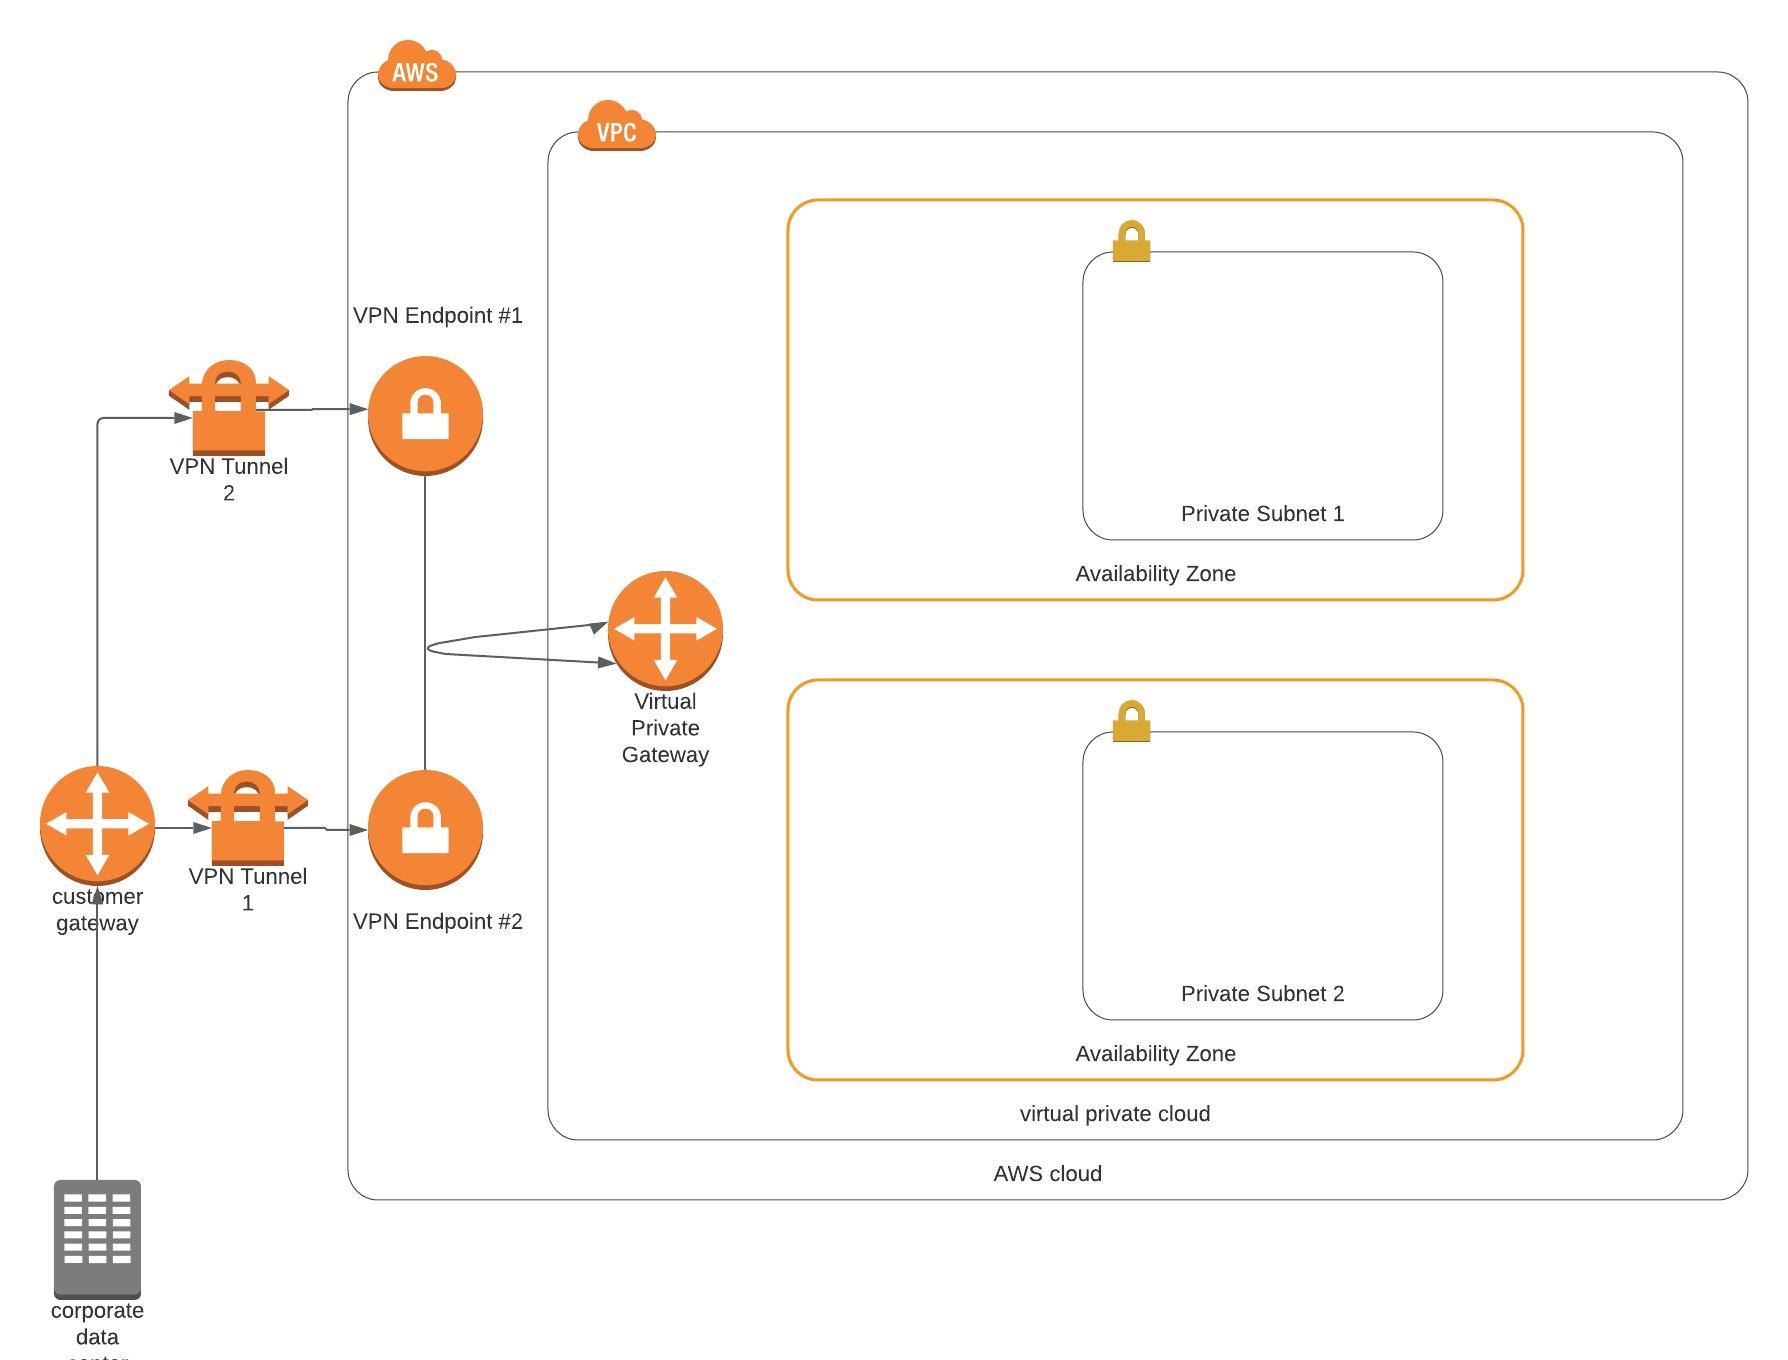 AWS
VPC
VPN Endpoint #1
VPN Tunnel
2
Private Subnet 1
Availability Zone
Virtual
Private
Gateway
customer
gateway
VPN Tunnel
1
VPN Endpoint #2
Private Subnet 2
Availability Zone
virtual private cloud
AWS cloud
corporate
data